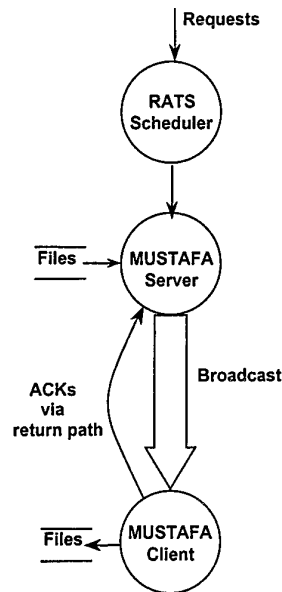 Requests
RATS
Scheduler
Files
MUSTAFA
Server
Broadcast
ACKs
via
return path
Files
MUSTAFA
Client